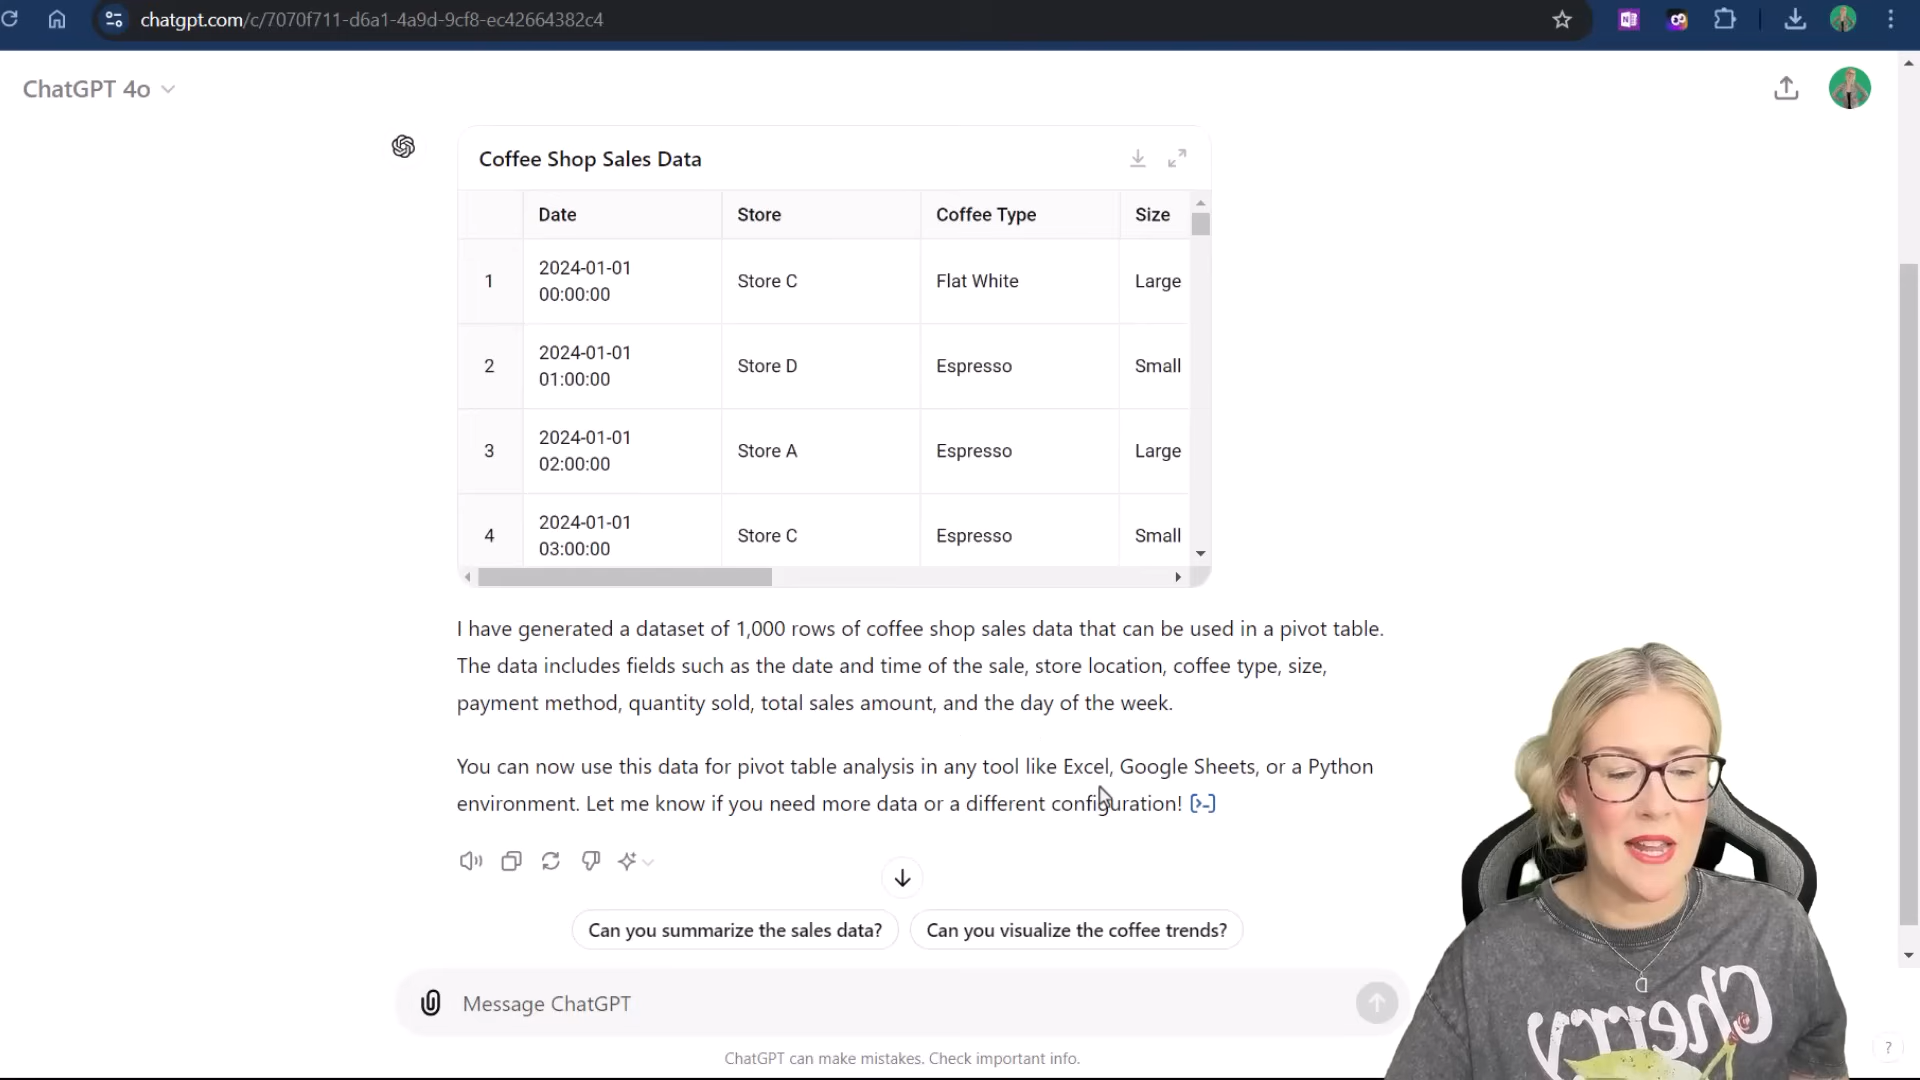 chatgpt.com/c/7070f711-d6a1-4a9d-9cf8-ec42664382c4
ChatGPT 4o
Coffee Shop Sales Data
Date Store Coffee Type Size
1 2024-01-01 00:00:00 Store C Flat White Large
2 2024-01-01 01:00:00 Store D Espresso Small
3 2024-01-01 02:00:00 Store A Espresso Large
4 2024-01-01 03:00:00 Store C Espresso Small
I have generated a dataset of 1,000 rows of coffee shop sales data that can be used in a pivot table.
The data includes fields such as the date and time of the sale, store location, coffee type, size,
payment method, quantity sold, total sales amount, and the day of the week.
You can now use this data for pivot table analysis in any tool like Excel, Google Sheets, or a Python
environment. Let me know if you need more data or a different configuration! [>-]
Can you summarize the sales data? Can you visualize the coffee trends?
Message ChatGPT
ChatGPT can make mistakes. Check important info.
?
Cherry